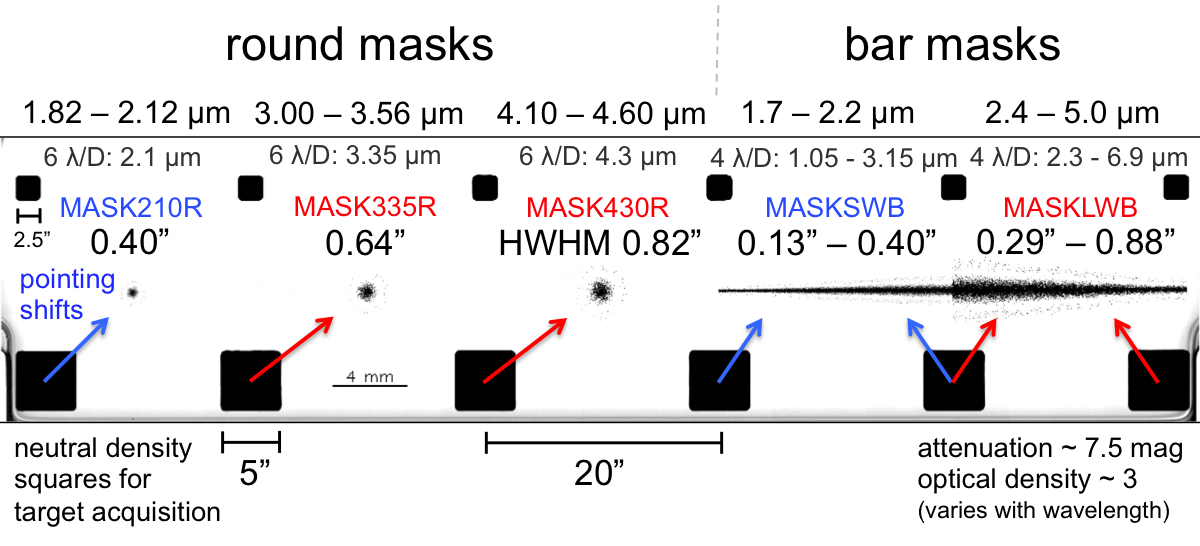 round masks
bar masks
1.82 – 2.12 µm
3.00 – 3.56 µm
4.10 – 4.60 µm
1.7 – 2.2 µm
2.4 – 5.0 µm
6 λ/D: 2.1 µm
6 λ/D: 3.35 µm
6 λ/D: 4.3 µm
4 λ/D: 1.05 - 3.15 µm
4 λ/D: 2.3 - 6.9 µm
MASK210R
MASK335R
MASK430R
MASKSWB
MASKLWB
2.5”
0.40”
0.64”
HWHM 0.82”
0.13” – 0.40”
0.29” – 0.88”
pointing
shifts
4 mm
neutral density
squares for
target acquisition
5”
20”
attenuation ~ 7.5 mag
optical density ~ 3
(varies with wavelength)